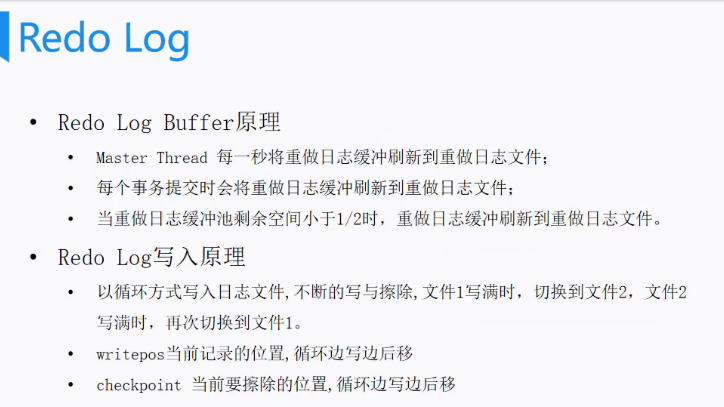 Redo Log
• Redo Log Buffer原理
• Master Thread 每一秒将重做日志缓冲刷新到重做日志文件;
• 每个事务提交时会将重做日志缓冲刷新到重做日志文件;
• 当重做日志缓冲池剩余空间小于1/2时，重做日志缓冲刷新到重做日志文件。
• Redo Log写入原理
• 以循环方式写入日志文件,不断的写与擦除,文件1写满时，切换到文件2，文件2
写满时，再次切换到文件1。
• writepos当前记录的位置,循环边写边后移
• checkpoint 当前要擦除的位置,循环边写边后移